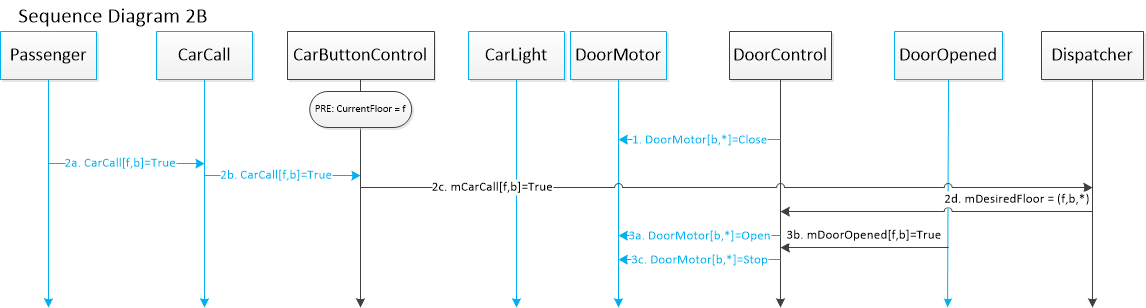 Sequence Diagram 2B
Passenger
CarCall
CarButtonControl
CarLight
DoorMotor
DoorControl
DoorOpened
Dispatcher
PRE: CurrentFloor = f
1. DoorMotor[b,*]=Close
2a. CarCall[f,b]=True
2b. CarCall[f,b]=True
2c. mCarCall[f,b]=True
2d. mDesiredFloor = (f,b,*)
3a. DoorMotor[b,*]=Open
3b. mDoorOpened[f,b]=True
3c. DoorMotor[b,*]=Stop